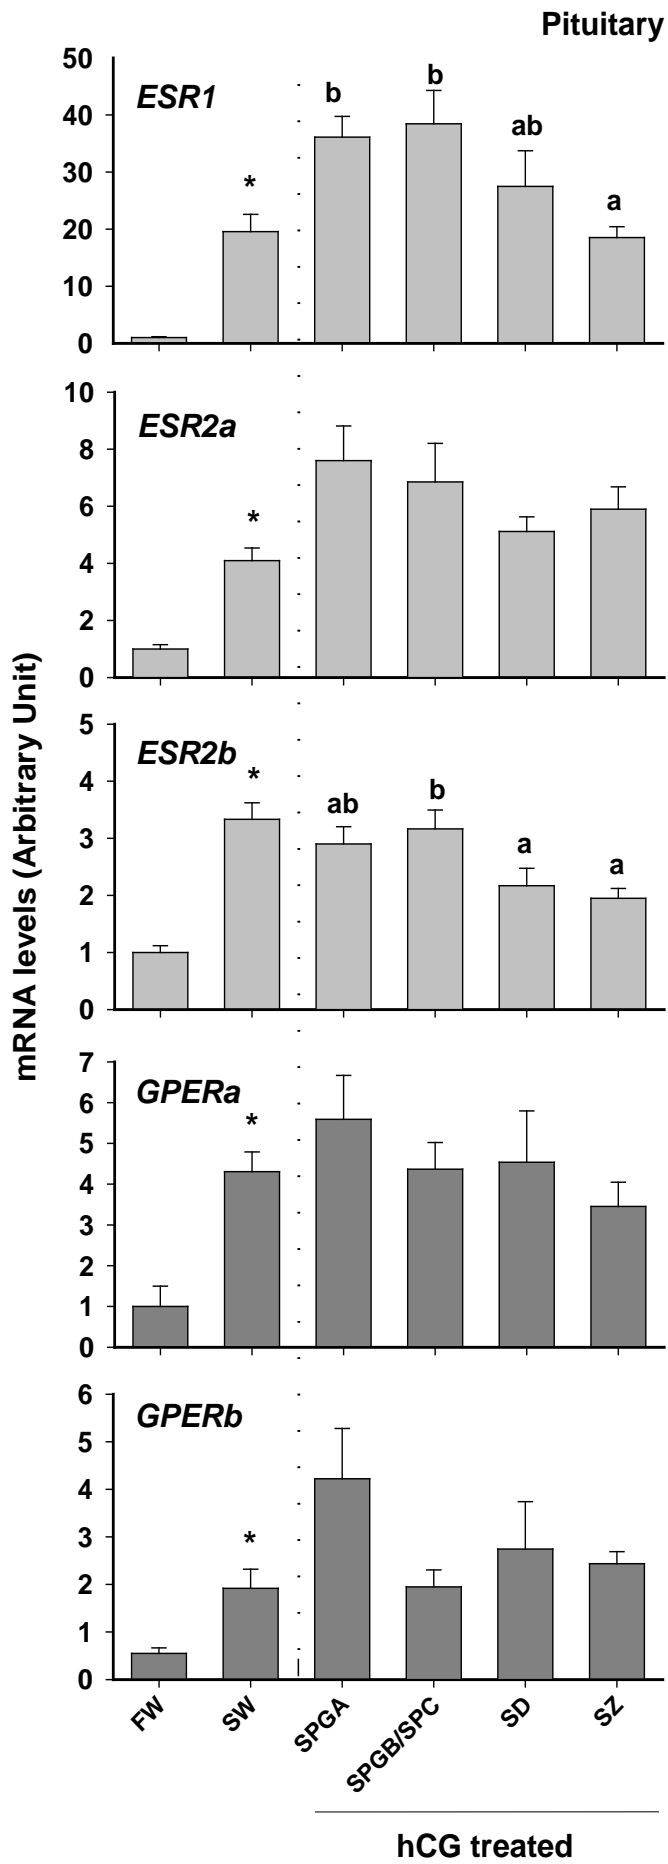 Pituitary
mRNA levels (Arbitrary Unit)
ESR1
50
40
30
20
10
0
*
b
b
ab
a
ESR2a
10
8
6
4
2
0
*
ESR2b
5
4
3
2
1
0
*
ab
b
a
a
GPERa
7
6
5
4
3
2
1
0
*
GPERb
6
5
4
3
2
1
0
*
FW
SW
SPGA
SPGB/SPC
SD
SZ
hCG treated